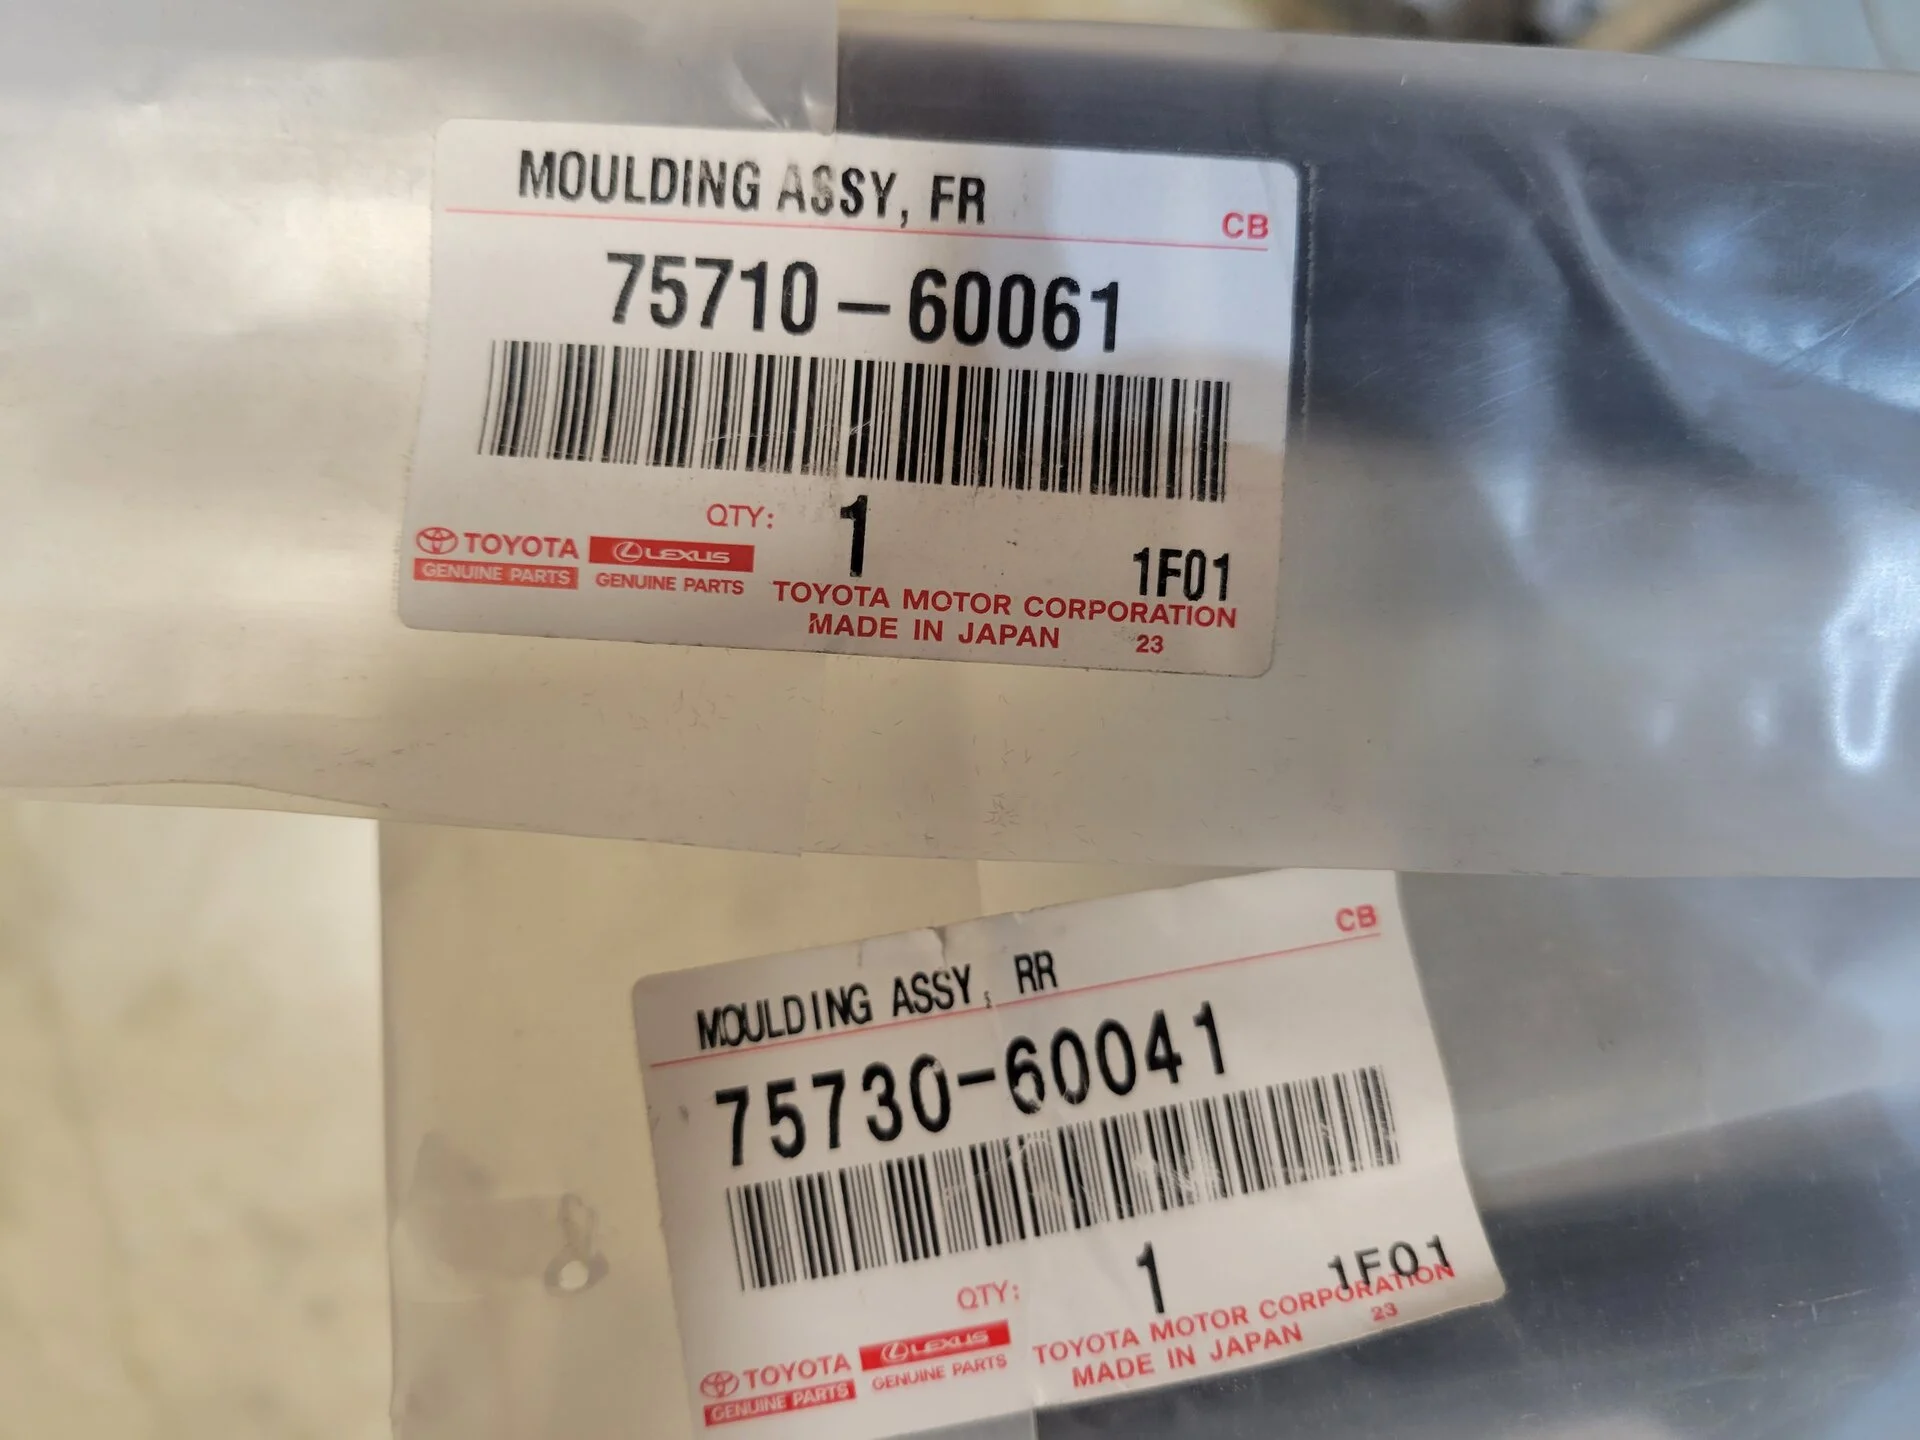 MOULDING ASSY, FR
CB
75710-60061
QTY: 1
1F01
TOYOTA
GENUINE PARTS
LEXUS
GENUINE PARTS
TOYOTA MOTOR CORPORATION
MADE IN JAPAN 23
CB
MOULDING ASSY, RR
75730-60041
QTY: 1
1F01
TOYOTA
GENUINE PARTS
LEXUS
GENUINE PARTS
TOYOTA MOTOR CORPORATION
MADE IN JAPAN 23